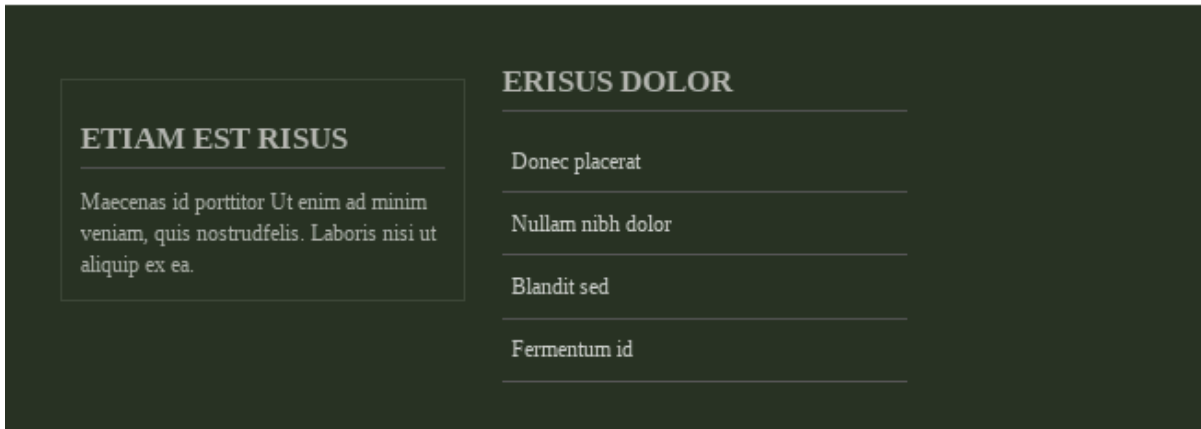 ETIAM EST RISUS
Maecenas id porttitor Ut enim ad minim
veniam, quis nostrudfelis. Laboris nisi ut
aliquip ex ea.
ERISUS DOLOR
Donec placerat
Nullam nibh dolor
Blandit sed
Fermentum id